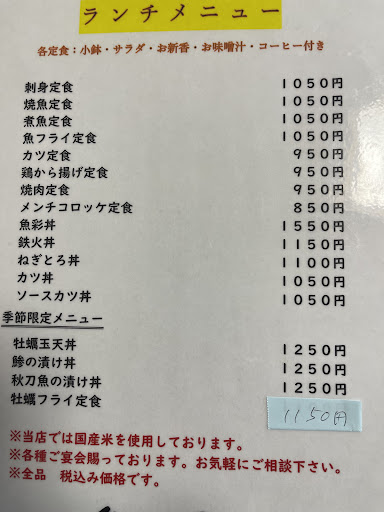 ランチメニュー
各定食：小鉢・サラダ・お新香・お味噌汁・コーヒー付き
刺身定食 １０５０円
焼魚定食 １０５０円
煮魚定食 １０５０円
魚フライ定食 １０５０円
カツ定食 ９５０円
鶏から揚げ定食 ９５０円
焼肉定食 ９５０円
メンチコロッケ定食 ８５０円
魚彩丼 １５５０円
鉄火丼 １１５０円
ねぎとろ丼 １１００円
カツ丼 １０５０円
ソースカツ丼 １０５０円
季節限定メニュー
牡蠣玉天丼 １２５０円
鯵の漬け丼 １２５０円
秋刀魚の漬け丼 １２５０円
牡蠣フライ定食 1150円
※当店では国産米を使用しております。
※各種ご宴会賜っております。お気軽にご相談下さい。
※全品　税込み価格です。